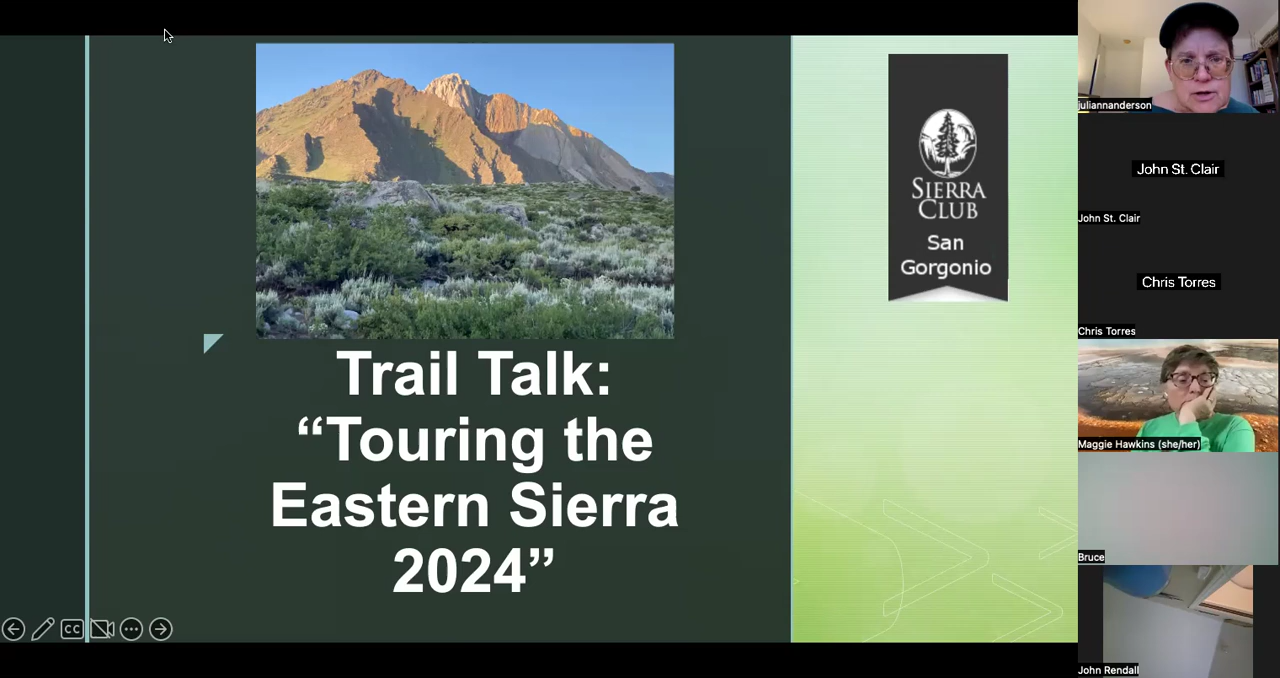 SIERRA
CLUB
San
Gorgonio
Trail Talk:
“Touring the
Eastern Sierra
2024”
CC
juliannanderson
John St. Clair
John St. Clair
Chris Torres
Chris Torres
Maggie Hawkins (she/her)
Bruce
John Rendall